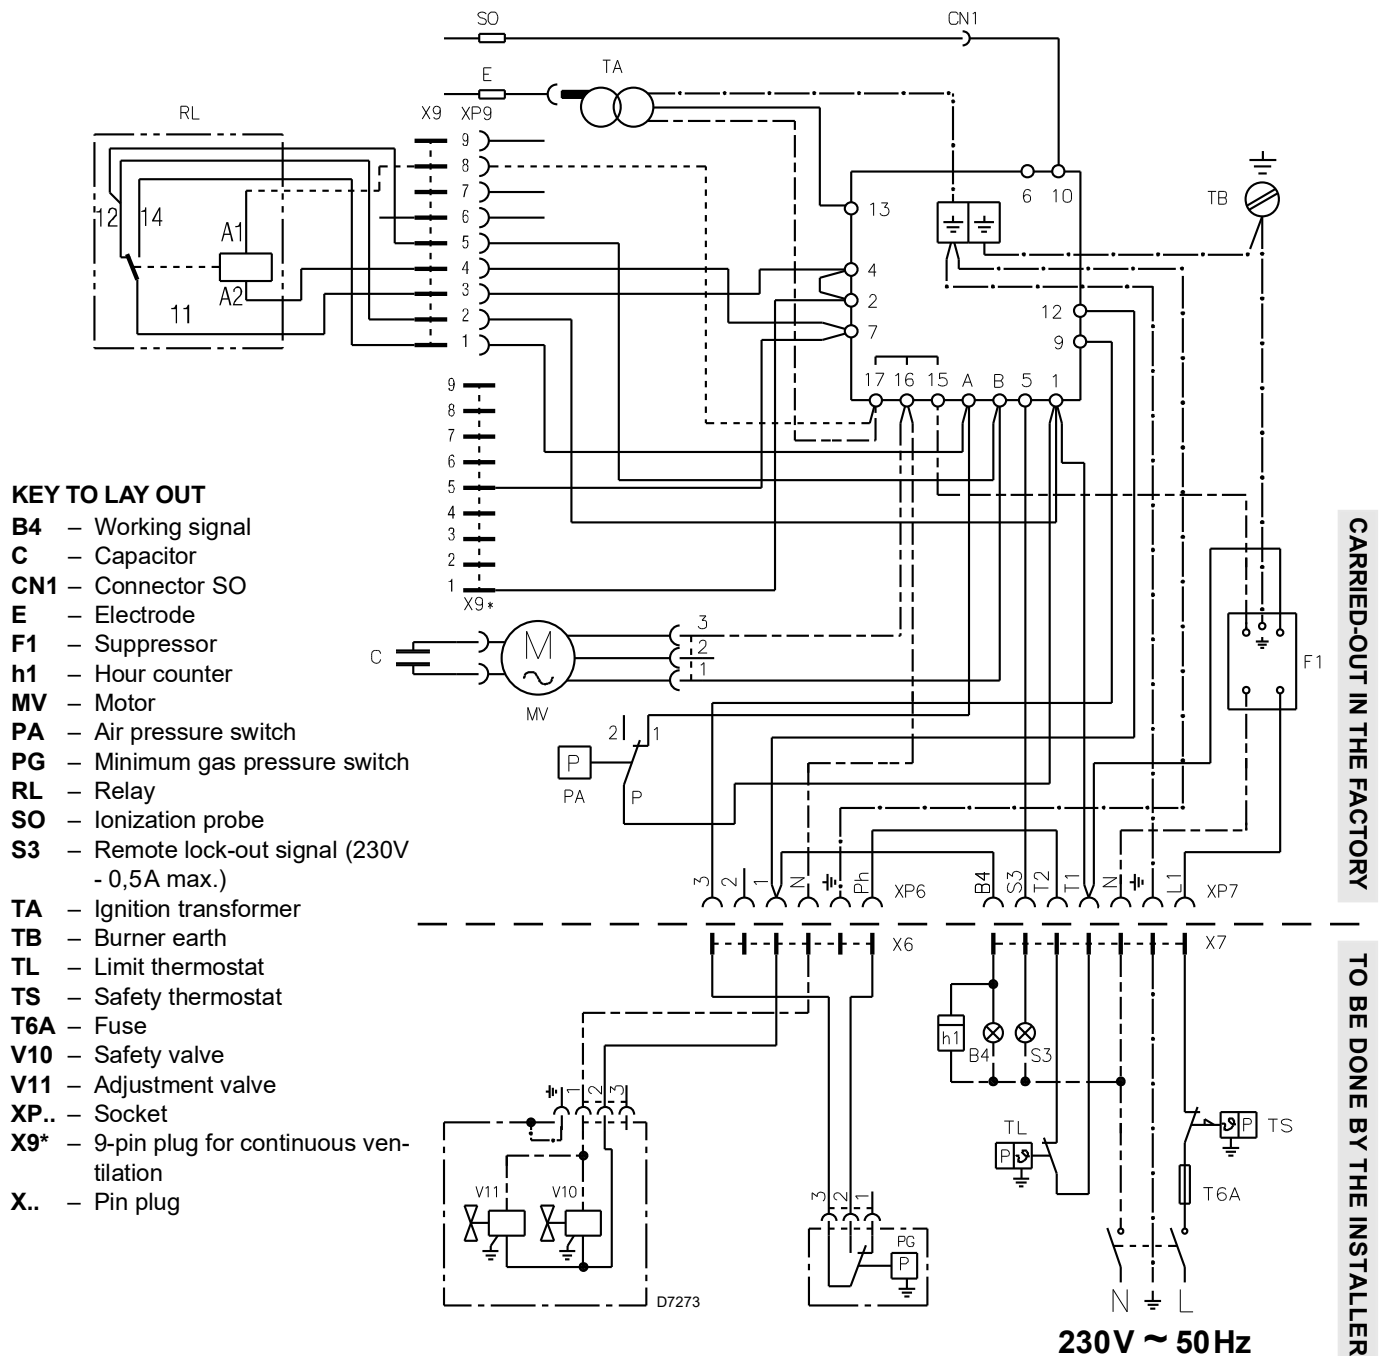 SO
CN1
E
TA
RL
X9 XP9
9
8
7
6
5
4
3
2
1
12
14
A1
A2
11
6 10
13
4
2
7
12
9
17 16 15 A B 5 1
TB
9
8
7
6
5
4
3
2
1
X9*
KEY TO LAY OUT
B4 – Working signal
C – Capacitor
CN1 – Connector SO
E – Electrode
F1 – Suppressor
h1 – Hour counter
MV – Motor
PA – Air pressure switch
PG – Minimum gas pressure switch
RL – Relay
SO – Ionization probe
S3 – Remote lock-out signal (230V
- 0,5A max.)
TA – Ignition transformer
TB – Burner earth
TL – Limit thermostat
TS – Safety thermostat
T6A – Fuse
V10 – Safety valve
V11 – Adjustment valve
XP.. – Socket
X9* – 9-pin plug for continuous ven-
tilation
X.. – Pin plug
C
M
MV
3
2
1
2 1
P
PA
P
F1
3 2 1 N Ph XP6
B4 S3 T2 T1 N L1 XP7
X6
X7
h1
B4
S3
1 2 3
V11
V10
D7273
3 2 1
PG
P
TL
P
P
TS
T6A
N L
230V ~ 50Hz
CARRIED-OUT IN THE FACTORY
TO BE DONE BY THE INSTALLER